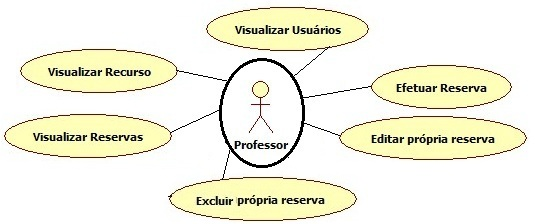 Visualizar Usuários
Visualizar Recurso
Efetuar Reserva
Visualizar Reservas
Professor
Editar própria reserva
Excluir própria reserva